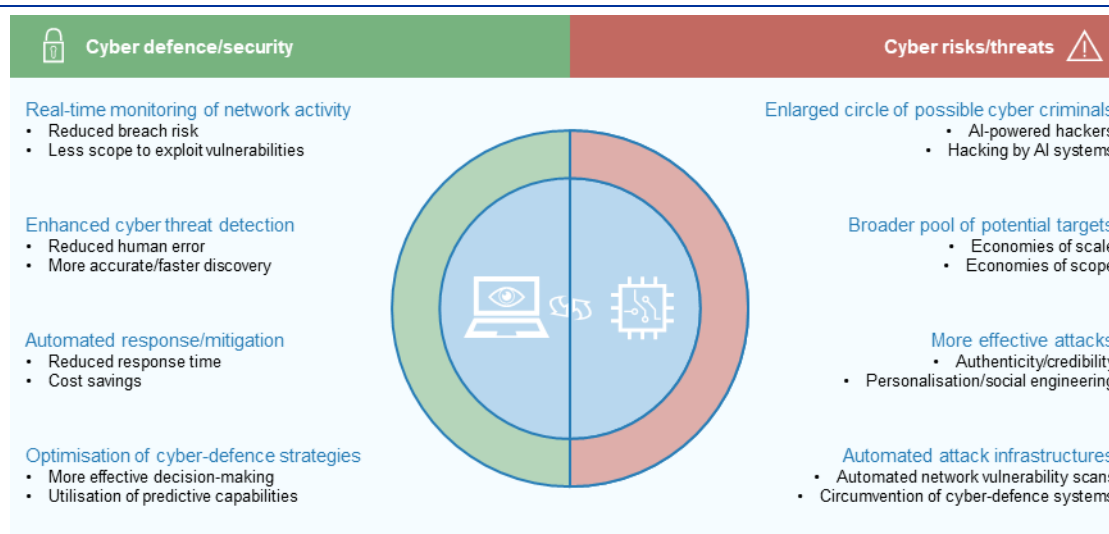 Cyber defence/security
Cyber risks/threats
Real-time monitoring of network activity
• Reduced breach risk
• Less scope to exploit vulnerabilities
Enhanced cyber threat detection
• Reduced human error
• More accurate/faster discovery
Automated response/mitigation
• Reduced response time
• Cost savings
Optimisation of cyber-defence strategies
• More effective decision-making
• Utilisation of predictive capabilities
Enlarged circle of possible cyber criminals
• AI-powered hackers
• Hacking by AI systems
Broader pool of potential targets
• Economies of scale
• Economies of scope
More effective attacks
• Authenticity/credibility
• Personalisation/social engineering
Automated attack infrastructures
• Automated network vulnerability scans
• Circumvention of cyber-defence systems